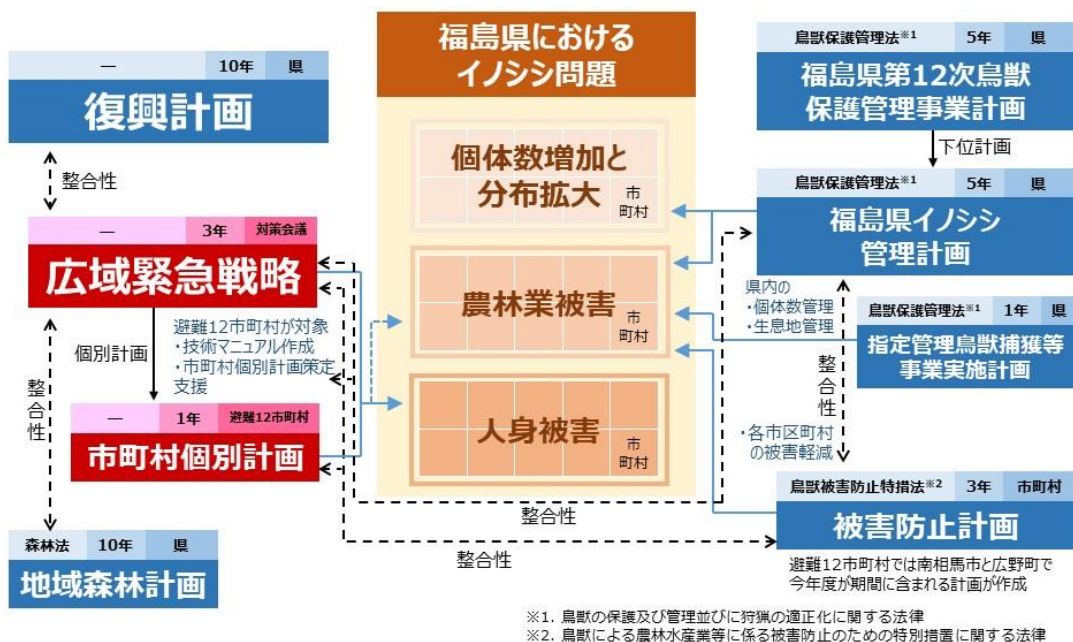 福島県における
イノシシ問題
個体数増加と
分布拡大
市
町村
農林業被害
市
町村
人身被害
市
町村
― 10年 県
復興計画
整合性
― 3年 対策会議
広域緊急戦略
個別計画
避難12市町村が対象
・技術マニュアル作成
・市町村個別計画策定
支援
整合性
― 1年 避難12市町村
市町村個別計画
森林法 10年 県
地域森林計画
鳥獣保護管理法※1 5年 県
福島県第12次鳥獣
保護管理事業計画
下位計画
鳥獣保護管理法※1 5年 県
福島県イノシシ
管理計画
県内の
・個体数管理
・生息地管理
鳥獣保護管理法※1 1年 県
指定管理鳥獣捕獲等
事業実施計画
整合性
・各市区町村
の被害軽減
鳥獣被害防止特措法※2 3年 市町村
被害防止計画
整合性
整合性
避難12市町村では南相馬市と広野町で
今年度が期間に含まれる計画が作成
※1. 鳥獣の保護及び管理並びに狩猟の適正化に関する法律
※2. 鳥獣による農林水産業等に係る被害防止のための特別措置に関する法律